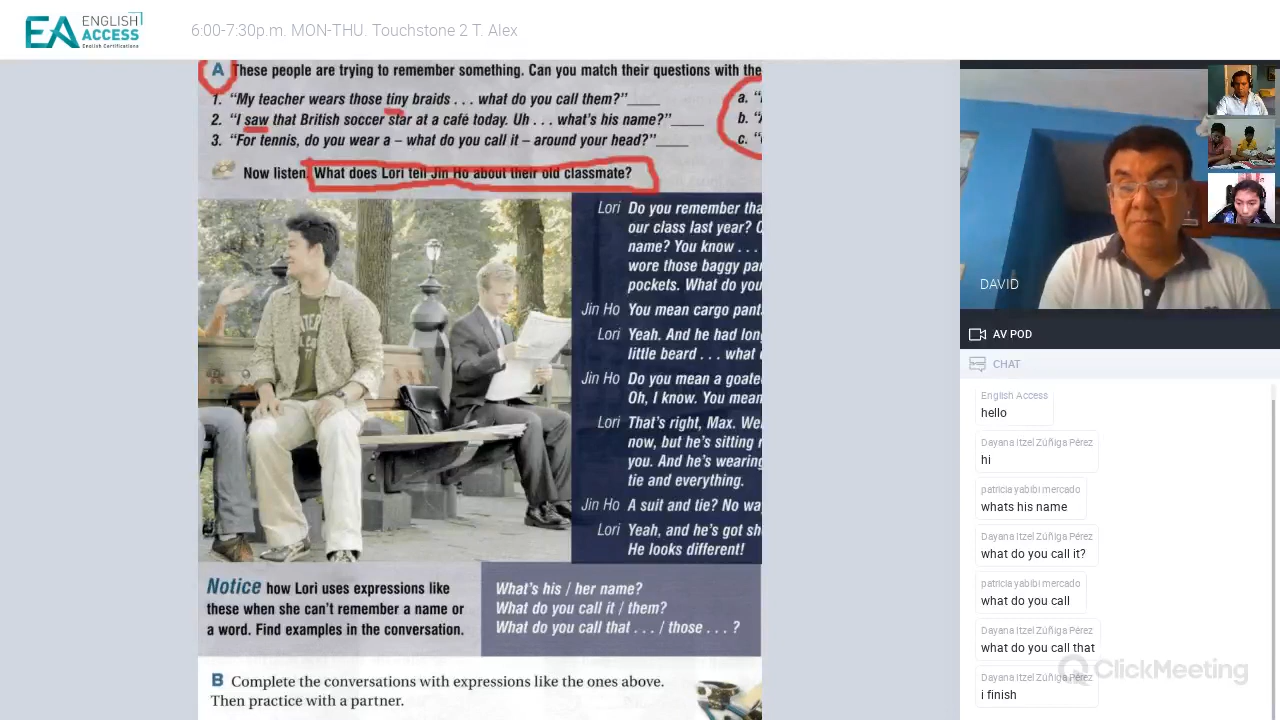 EA ENGLISH ACCESS
English Certifications
6:00-7:30p.m. MON-THU. Touchstone 2 T. Alex
A These people are trying to remember something. Can you match their questions with the
1. “My teacher wears those tiny braids . . . what do you call them?”____
2. “I saw that British soccer star at a café today. Uh . . . what’s his name?”____
3. “For tennis, do you wear a – what do you call it – around your head?”____
a. “
b. “
c. “
Now listen. What does Lori tell Jin Ho about their old classmate?
Lori Do you remember tha
our class last year?
name? You know . . .
wore those baggy pa
pockets. What do you
Jin Ho You mean cargo pant
Lori Yeah. And he had lon
little beard . . . what
Jin Ho Do you mean a goate
Oh, I know. You mean
Lori That’s right, Max. We
now, but he’s sitting
you. And he’s wearing
tie and everything.
Jin Ho A suit and tie? No wa
Lori Yeah, and he’s got sh
He looks different!
Notice how Lori uses expressions like
these when she can’t remember a name or
a word. Find examples in the conversation.
What’s his / her name?
What do you call it / them?
What do you call that . . . / those . . . ?
B Complete the conversations with expressions like the ones above.
Then practice with a partner.
DAVID
AV POD
CHAT
English Access
hello
Dayana Itzel Zúñiga Pérez
hi
patricia yabibi mercado
whats his name
Dayana Itzel Zúñiga Pérez
what do you call it?
patricia yabibi mercado
what do you call
Dayana Itzel Zúñiga Pérez
what do you call that
Dayana Itzel Zúñiga Pérez
i finish
ClickMeeting